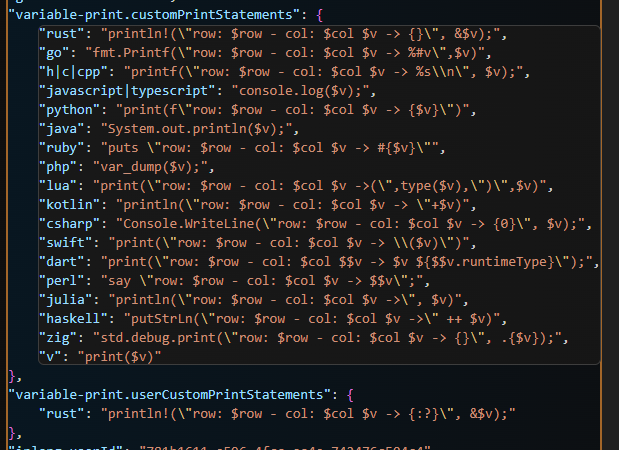 "variable-print.customPrintStatements": {
"rust": "println!(\"row: $row - col: $col $v -> {}\", &$v);",
"go": "fmt.Printf(\"row: $row - col: $col $v -> %#v\",$v)",
"h|c|cpp": "printf(\"row: $row - col: $col $v -> %s\\n\", $v);",
"javascript|typescript": "console.log($v);",
"python": "print(f\"row: $row - col: $col $v -> {$v}\")",
"java": "System.out.println($v);",
"ruby": "puts \"row: $row - col: $col $v -> #{$v}\"",
"php": "var_dump($v);",
"lua": "print(\"row: $row - col: $col $v ->(\",type($v),\")\",$v)",
"kotlin": "println(\"row: $row - col: $col $v -> \"+$v)",
"csharp": "Console.WriteLine(\"row: $row - col: $col $v -> {0}\", $v);",
"swift": "print(\"row: $row - col: $col $v -> \\($v)\")",
"dart": "print(\"row: $row - col: $col $$v -> $v ${$$v.runtimeType}\");",
"perl": "say \"row: $row - col: $col $v -> $$v\";",
"julia": "println(\"row: $row - col: $col $v ->\", $v)",
"haskell": "putStrLn(\"row: $row - col: $col $v ->\" ++ $v)",
"zig": "std.debug.print(\"row: $row - col: $col $v -> {}\", .{$v});",
"v": "print($v)"
},
"variable-print.userCustomPrintStatements": {
"rust": "println!(\"row: $row - col: $col $v -> {:?}\", &$v);"
},